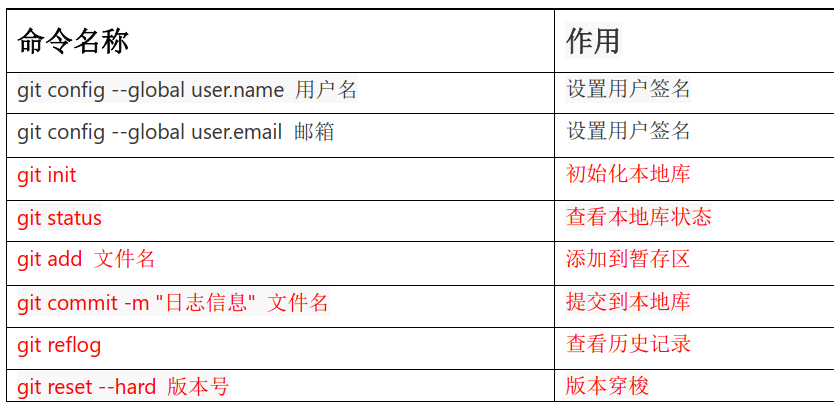 命令名称 作用
git config --global user.name 用户名 设置用户签名
git config --global user.email 邮箱 设置用户签名
git init 初始化本地库
git status 查看本地库状态
git add 文件名 添加到暂存区
git commit -m "日志信息" 文件名 提交到本地库
git reflog 查看历史记录
git reset --hard 版本号 版本穿梭